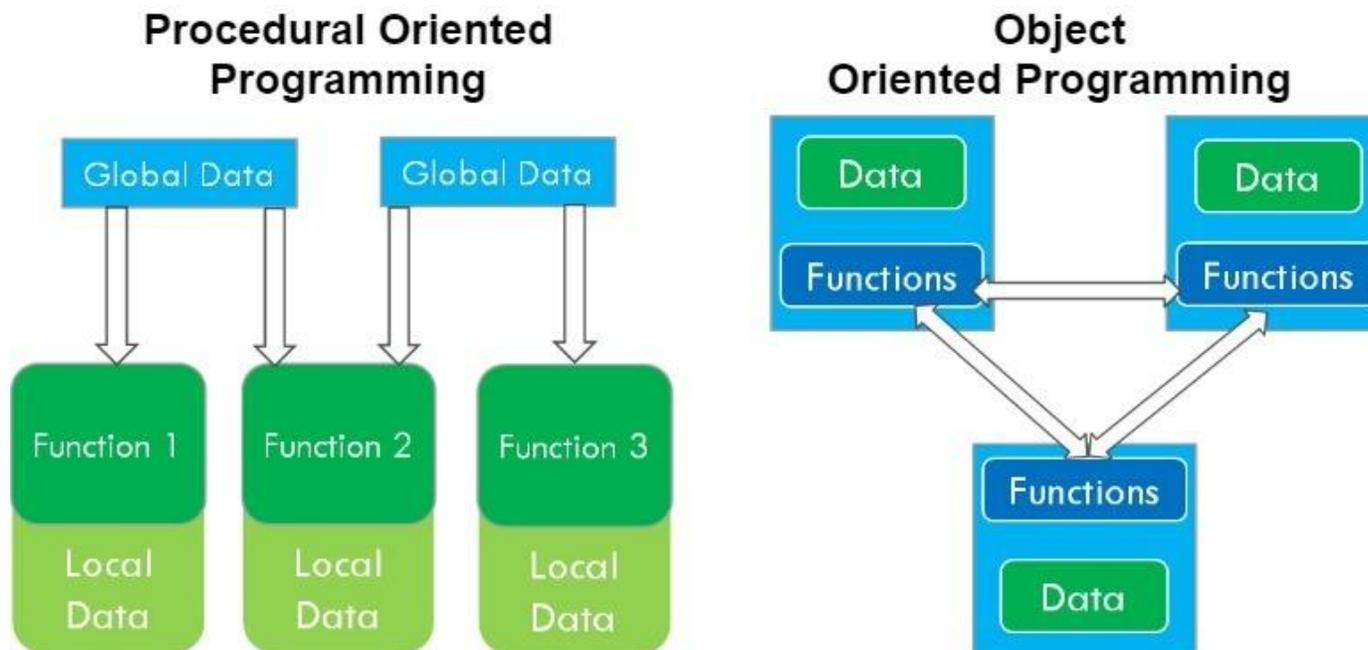 Procedural Oriented
Programming
Global Data
Global Data
Function 1
Function 2
Function 3
Local
Data
Local
Data
Local
Data
Object
Oriented Programming
Data
Functions
Data
Functions
Functions
Data